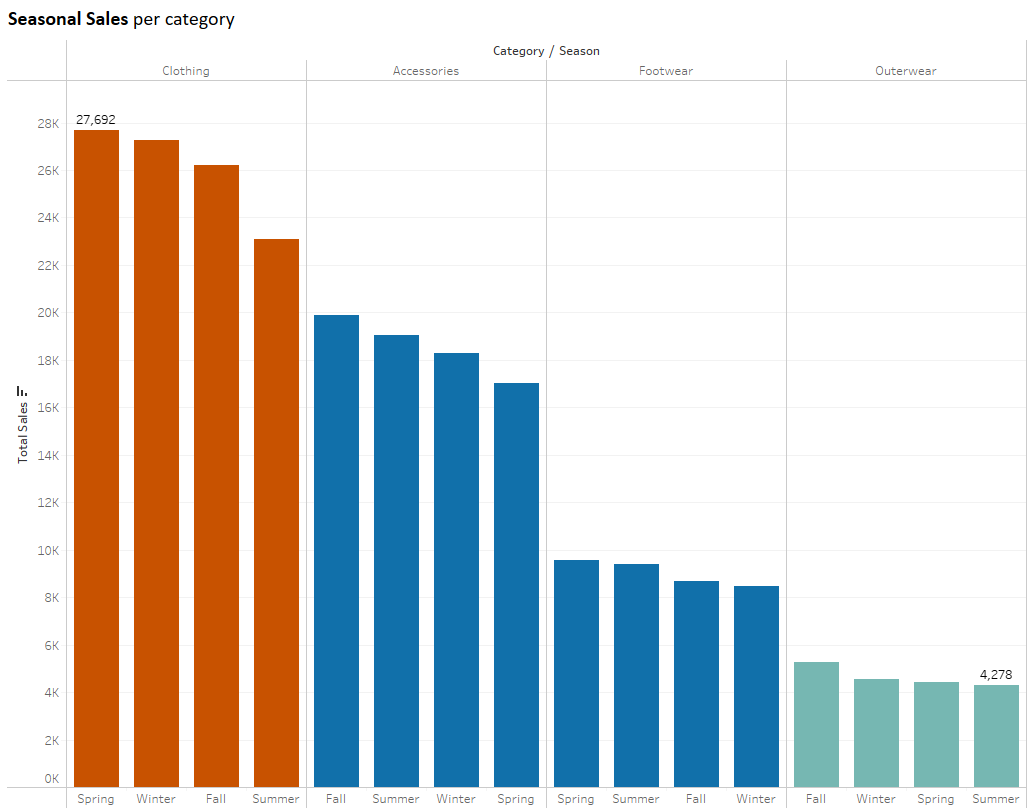 Seasonal Sales per category
Category / Season
Clothing Accessories Footwear Outerwear
27,692
28K
26K
24K
22K
20K
18K
16K
14K
12K
10K
8K
6K
4K
2K
0K
Total Sales
4,278
Spring Winter Fall Summer Fall Summer Winter Spring Spring Summer Fall Winter Fall Winter Spring Summer